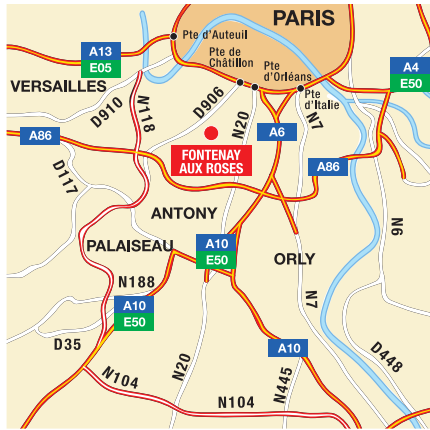 PARIS
Pte d'Auteuil
A13
E05
Pte de
Châtillon
Pte
d'Orléans
A4
E50
VERSAILLES
Pte
d'Italie
D910
N118
D906
N20
A6
N7
A86
FONTENAY
AUX ROSES
A86
D117
ANTONY
N6
PALAISEAU
A10
E50
ORLY
N188
A10
E50
N7
D35
N20
A10
D448
N104
N445
N104